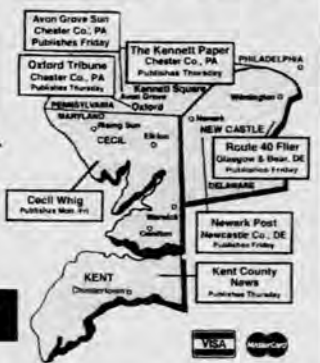 Avon Grove Sun
Chester Co., PA
Publishes Friday
The Kennett Paper
Chester Co., PA
Publishes Thursday
PHILADELPHIA
Oxford Tribune
Chester Co., PA
Publishes Thursday
Kennett Square
Avon Grove
Oxford
Wilmington
PENNSYLVANIA
MARYLAND
Newark
Rising Sun
NEW CASTLE
CECIL
Elkton
Route 40 Flier
Glasgow & Bear, DE
Publishes Friday
DELAWARE
Cecil Whig
Publishes Mon.-Fri
Warwick
Newark Post
Newcastle Co., DE
Publishes Friday
KENT
Chestertown
Kent County
News
Publishes Thursday
VISA
MasterCard